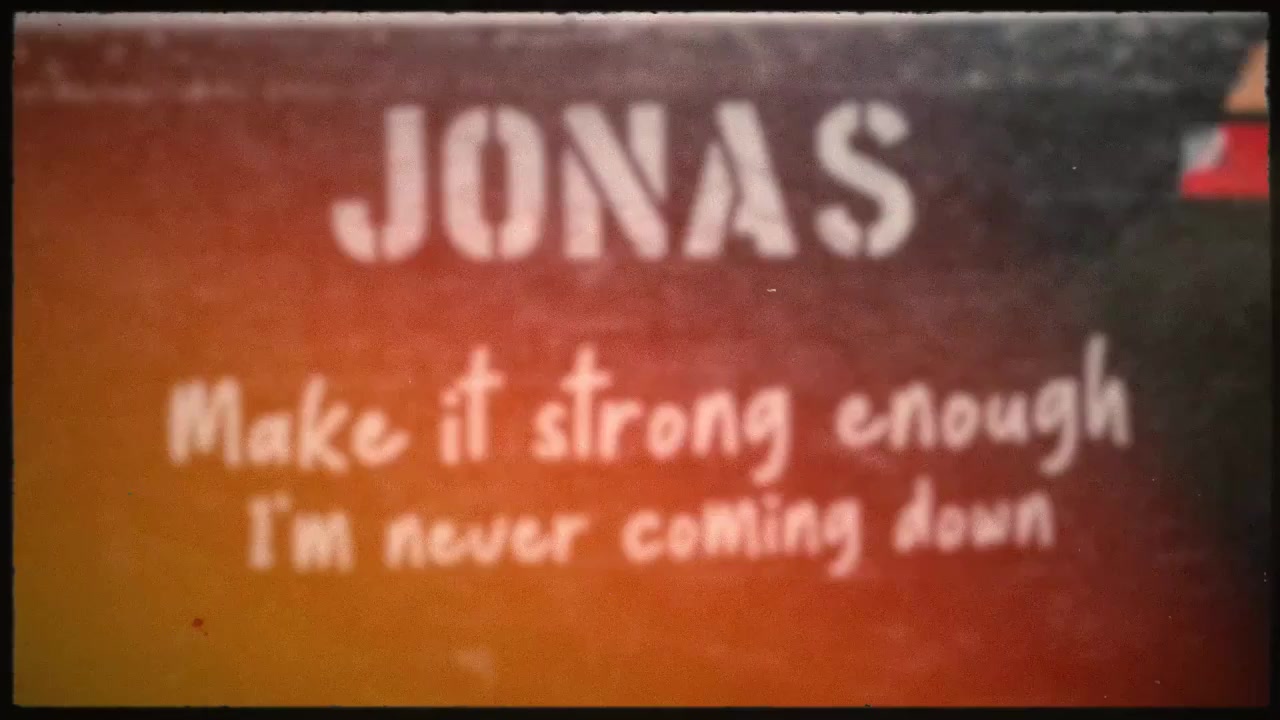 JONAS
Make it strong enough
I'm never coming down